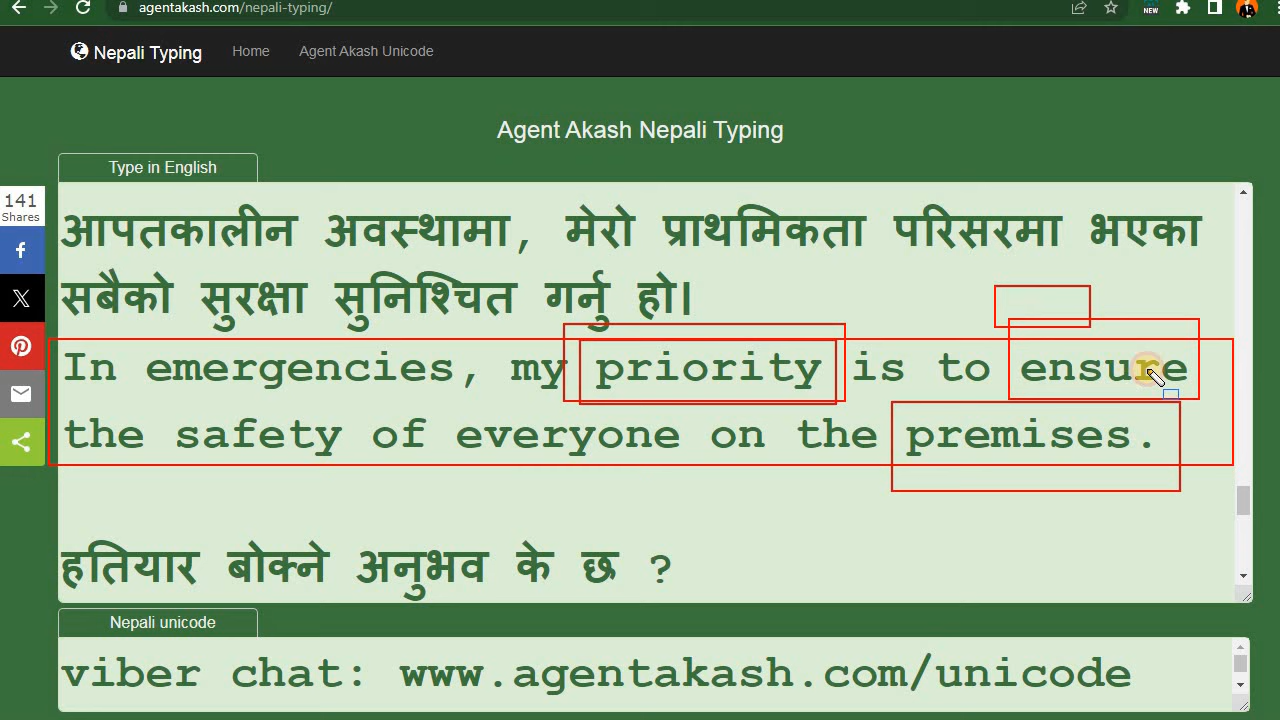 agentakash.com/nepali-typing/
NEW
Nepali Typing Home Agent Akash Unicode
Agent Akash Nepali Typing
Type in English
141
Shares
आपतकालीन अवस्थामा, मेरो प्राथमिकता परिसरमा भएका
सबैको सुरक्षा सुनिश्चित गर्नु हो।
In emergencies, my priority is to ensure
the safety of everyone on the premises.
हतियार बोक्ने अनुभव के छ ?
Nepali unicode
viber chat: www.agentakash.com/unicode